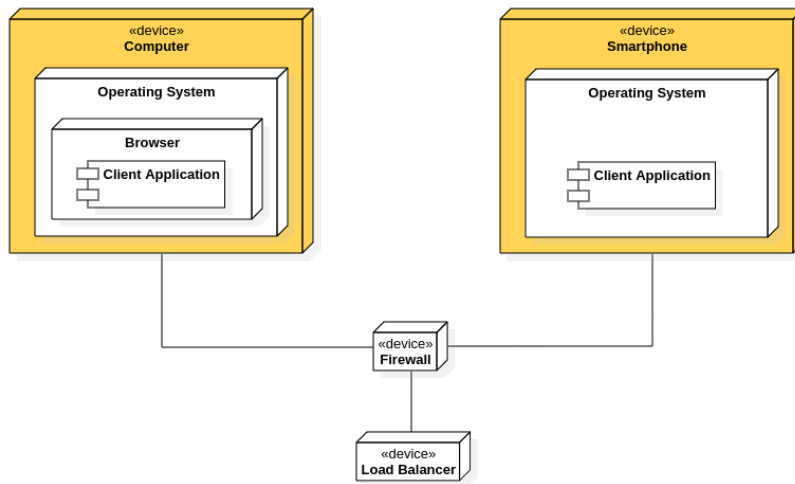 «device»
Computer
Operating System
Browser
Client Application
«device»
Smartphone
Operating System
Client Application
«device»
Firewall
«device»
Load Balancer